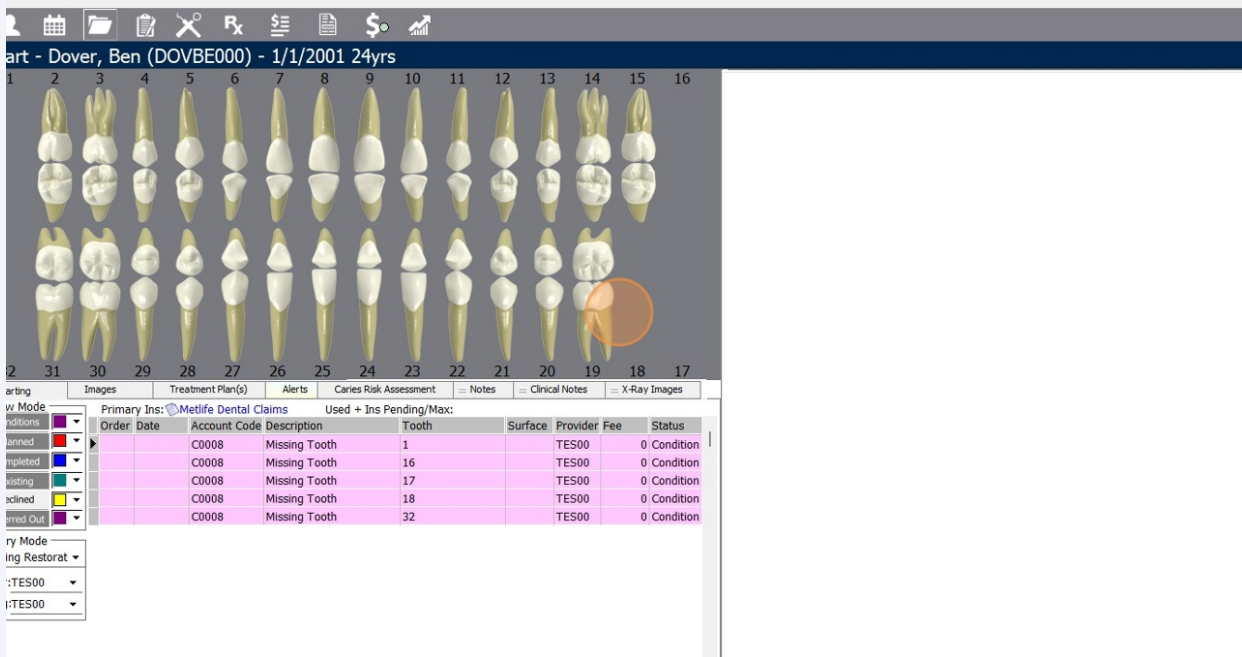 Rx
art - Dover, Ben (DOVBE000) - 1/1/2001 24yrs
1 2 3 4 5 6 7 8 9 10 11 12 13 14 15 16
32 31 30 29 28 27 26 25 24 23 22 21 20 19 18 17
arting Images Treatment Plan(s) Alerts Caries Risk Assessment Notes Clinical Notes X-Ray Images
w Mode Primary Ins: Metlife Dental Claims Used + Ins Pending/Max:
nditions Order Date Account Code Description Tooth Surface Provider Fee Status
lanned C0008 Missing Tooth 1 TES00 0 Condition
mpleted C0008 Missing Tooth 16 TES00 0 Condition
xisting C0008 Missing Tooth 17 TES00 0 Condition
eclined C0008 Missing Tooth 18 TES00 0 Condition
erred Out C0008 Missing Tooth 32 TES00 0 Condition
ry Mode
ing Restorat
:TES00
:TES00